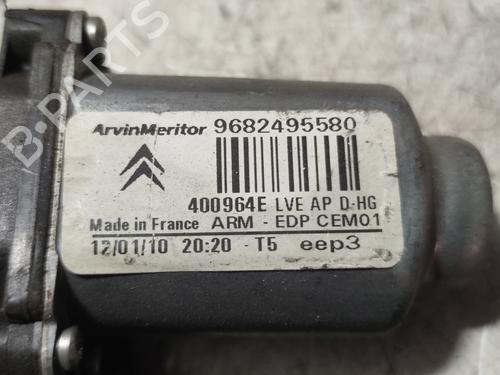 B-PARTS
ArvinMeritor 9682495580
400964E LVE AP D-HG
Made in France ARM - EDP CEM01
12/01/10 20:20 - T5 eep3